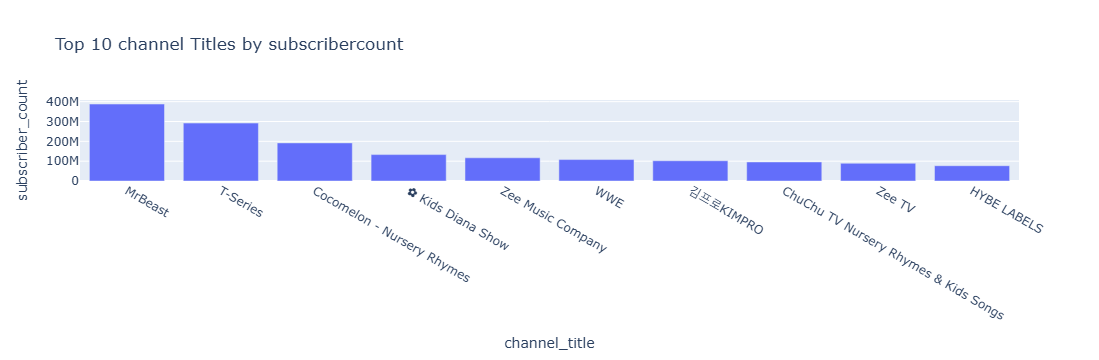 Top 10 channel Titles by subscribercount
subscriber_count
400M
300M
200M
100M
0
MrBeast
T-Series
Cocomelon - Nursery Rhymes
✿ Kids Diana Show
Zee Music Company
WWE
김프로KIMPRO
ChuChu TV Nursery Rhymes & Kids Songs
Zee TV
HYBE LABELS
channel_title